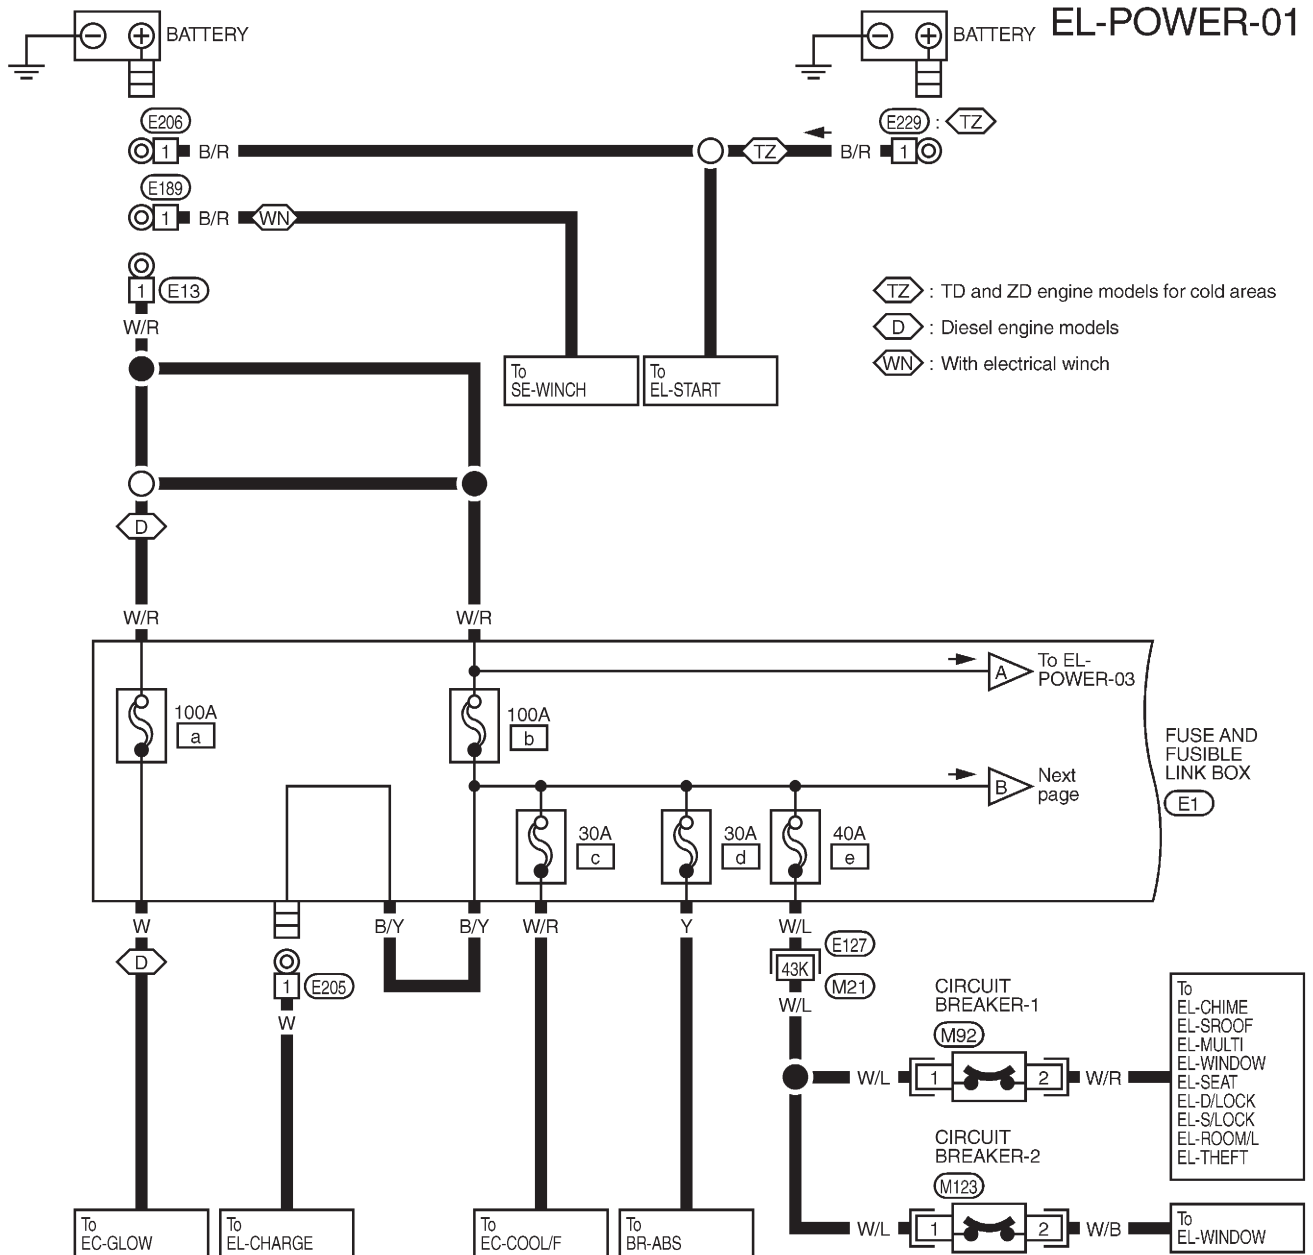 EL-POWER-01
BATTERY
BATTERY
E206
E229 : TZ
1 B/R
TZ
B/R 1
E189
1 B/R WN
1 E13
W/R
TZ : TD and ZD engine models for cold areas
D : Diesel engine models
WN : With electrical winch
To
SE-WINCH
To
EL-START
D
W/R
W/R
A
To EL-
POWER-03
100A
a
100A
b
FUSE AND
FUSIBLE
LINK BOX
E1
B
Next
page
30A
c
30A
d
40A
e
W
B/Y
B/Y
W/R
Y
W/L
D
1 E205
W
E127
43K
M21
W/L
CIRCUIT
BREAKER-1
M92
W/L 1 2 W/R
To
EL-CHIME
EL-SROOF
EL-MULTI
EL-WINDOW
EL-SEAT
EL-D/LOCK
EL-S/LOCK
EL-ROOM/L
EL-THEFT
CIRCUIT
BREAKER-2
M123
W/L 1 2 W/B
To
EL-WINDOW
To
EC-GLOW
To
EL-CHARGE
To
EC-COOL/F
To
BR-ABS